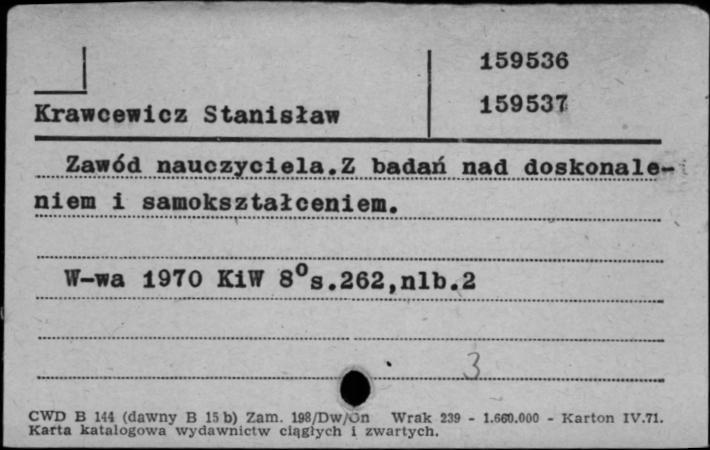 159536
Krawcewicz Stanisław 159537
Zawód nauczyciela.Z badań nad doskonale-
niem i samokształceniem.
W-wa 1970 KiW 8°s.262,nlb.2
3
CWD B 144 (dawny B 15 b) Zam. 198/Dw/On Wrak 239 - 1.660.000 - Karton IV.71.
Karta katalogowa wydawnictw ciągłych i zwartych.